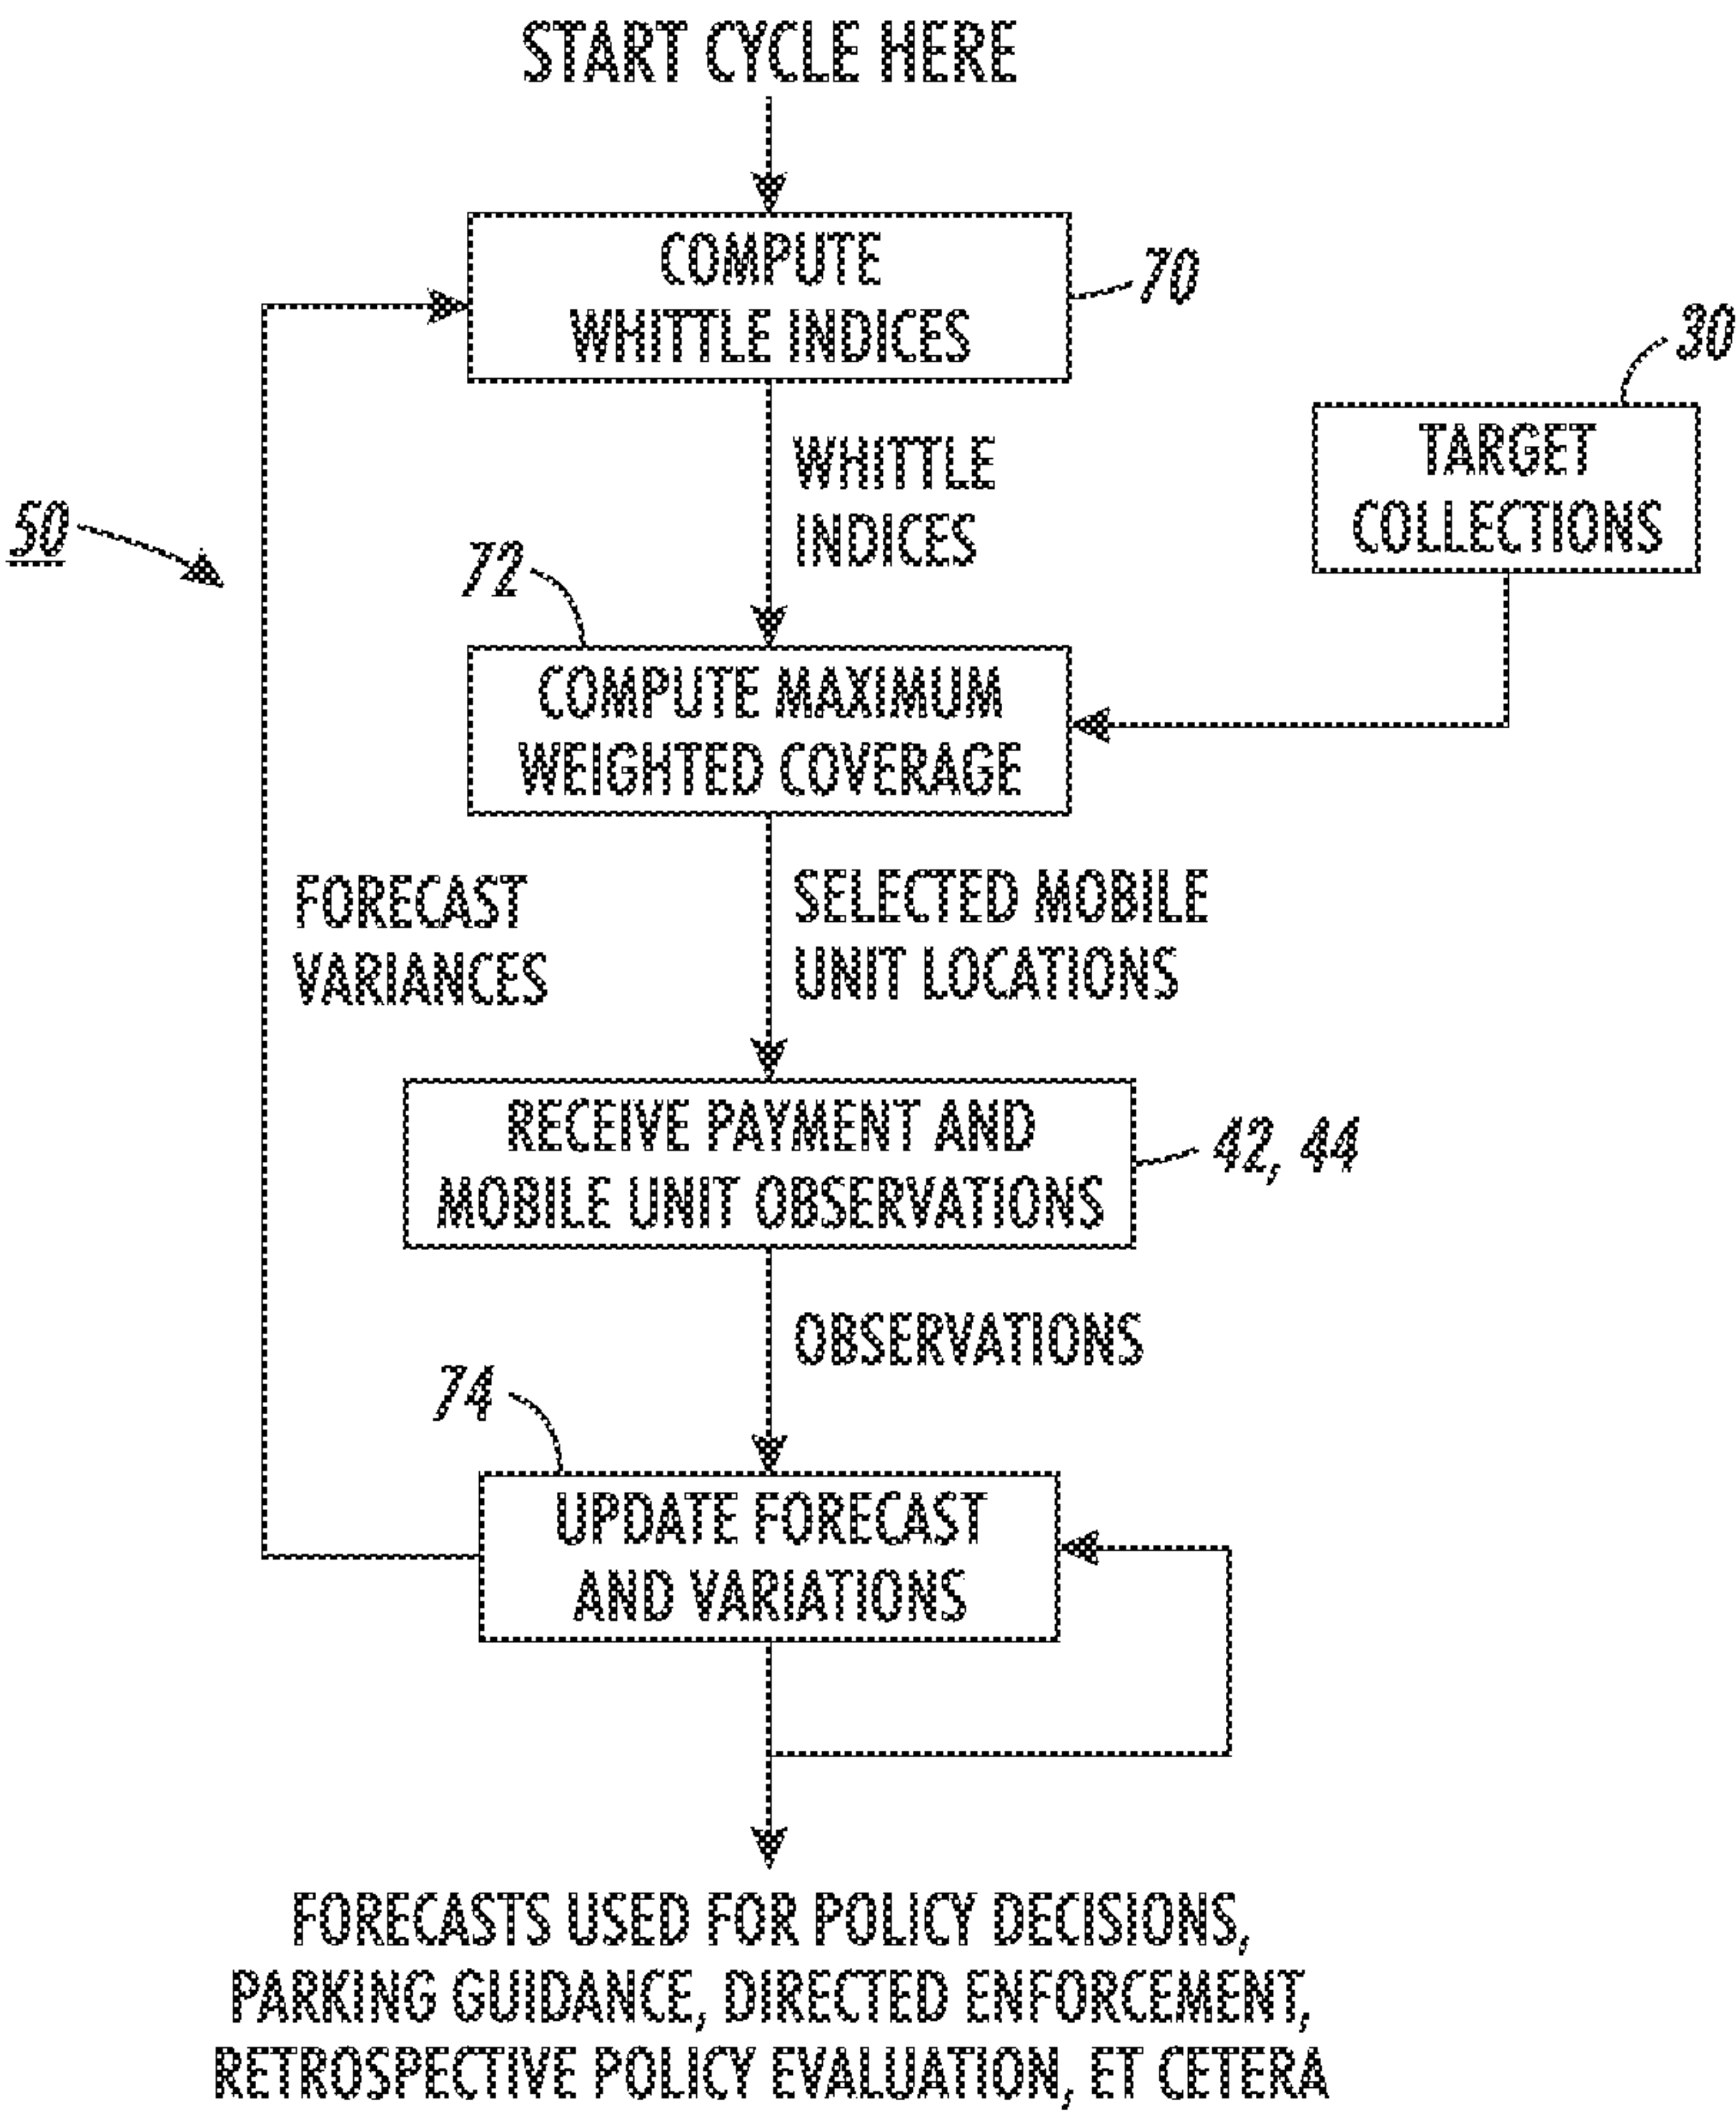 START CYCLE HERE
COMPUTE
WHITTLE INDICES
70
30
TARGET
COLLECTIONS
WHITTLE
INDICES
50
72
COMPUTE MAXIMUM
WEIGHTED COVERAGE
FORECAST
VARIANCES
SELECTED MOBILE
UNIT LOCATIONS
RECEIVE PAYMENT AND
MOBILE UNIT OBSERVATIONS
42, 44
OBSERVATIONS
74
UPDATE FORECAST
AND VARIATIONS
FORECASTS USED FOR POLICY DECISIONS,
PARKING GUIDANCE, DIRECTED ENFORCEMENT,
RETROSPECTIVE POLICY EVALUATION, ET CETERA